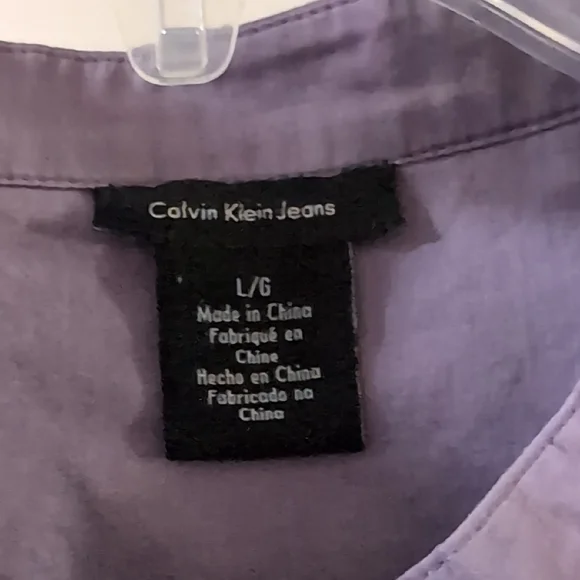 Calvin Klein Jeans
L/G
Made in China
Fabriqué en
Chine
Hecho en China
Fabricado na
China